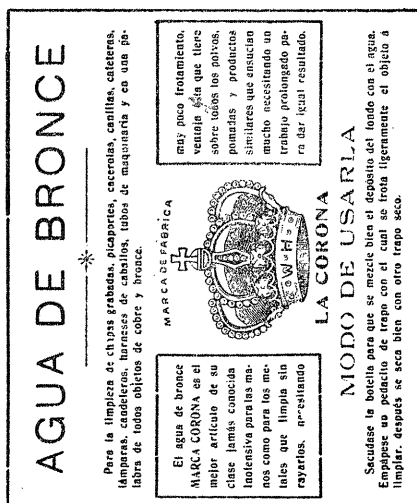 AGUA DE BRONCE
Para la limpieza de chapas grabadas, picaportes, cacerolas, canillas, cafeteras,
lámparas, candeleros, harneses de caballos, tubos de maquinaria y en una pa-
labra de todos objetos de cobre y bronce.
El agua de bronce
MARCA CORONA es el
mejor artículo de su
clase jamás conocida
Inofensiva para las ma-
nos como para los me-
tales que limpia sin
rayarlos, necesitando
MARCA DE FABRICA
W H
LA CORONA
muy poco frotamiento,
ventaja ésta que tiene
sobre todos los polvos,
pomadas y productos
similares que ensucian
mucho necesitando un
trabajo prolongado pa-
ra dar igual resultado.
MODO DE USARLA
Sacudase la botella para que se mezcle bien el depósito del fondo con el agua.
Empápese un pedacito de trapo con el cual se frota ligeramente el objeto á
limpiar, después se seca bien con otro trapo seco.